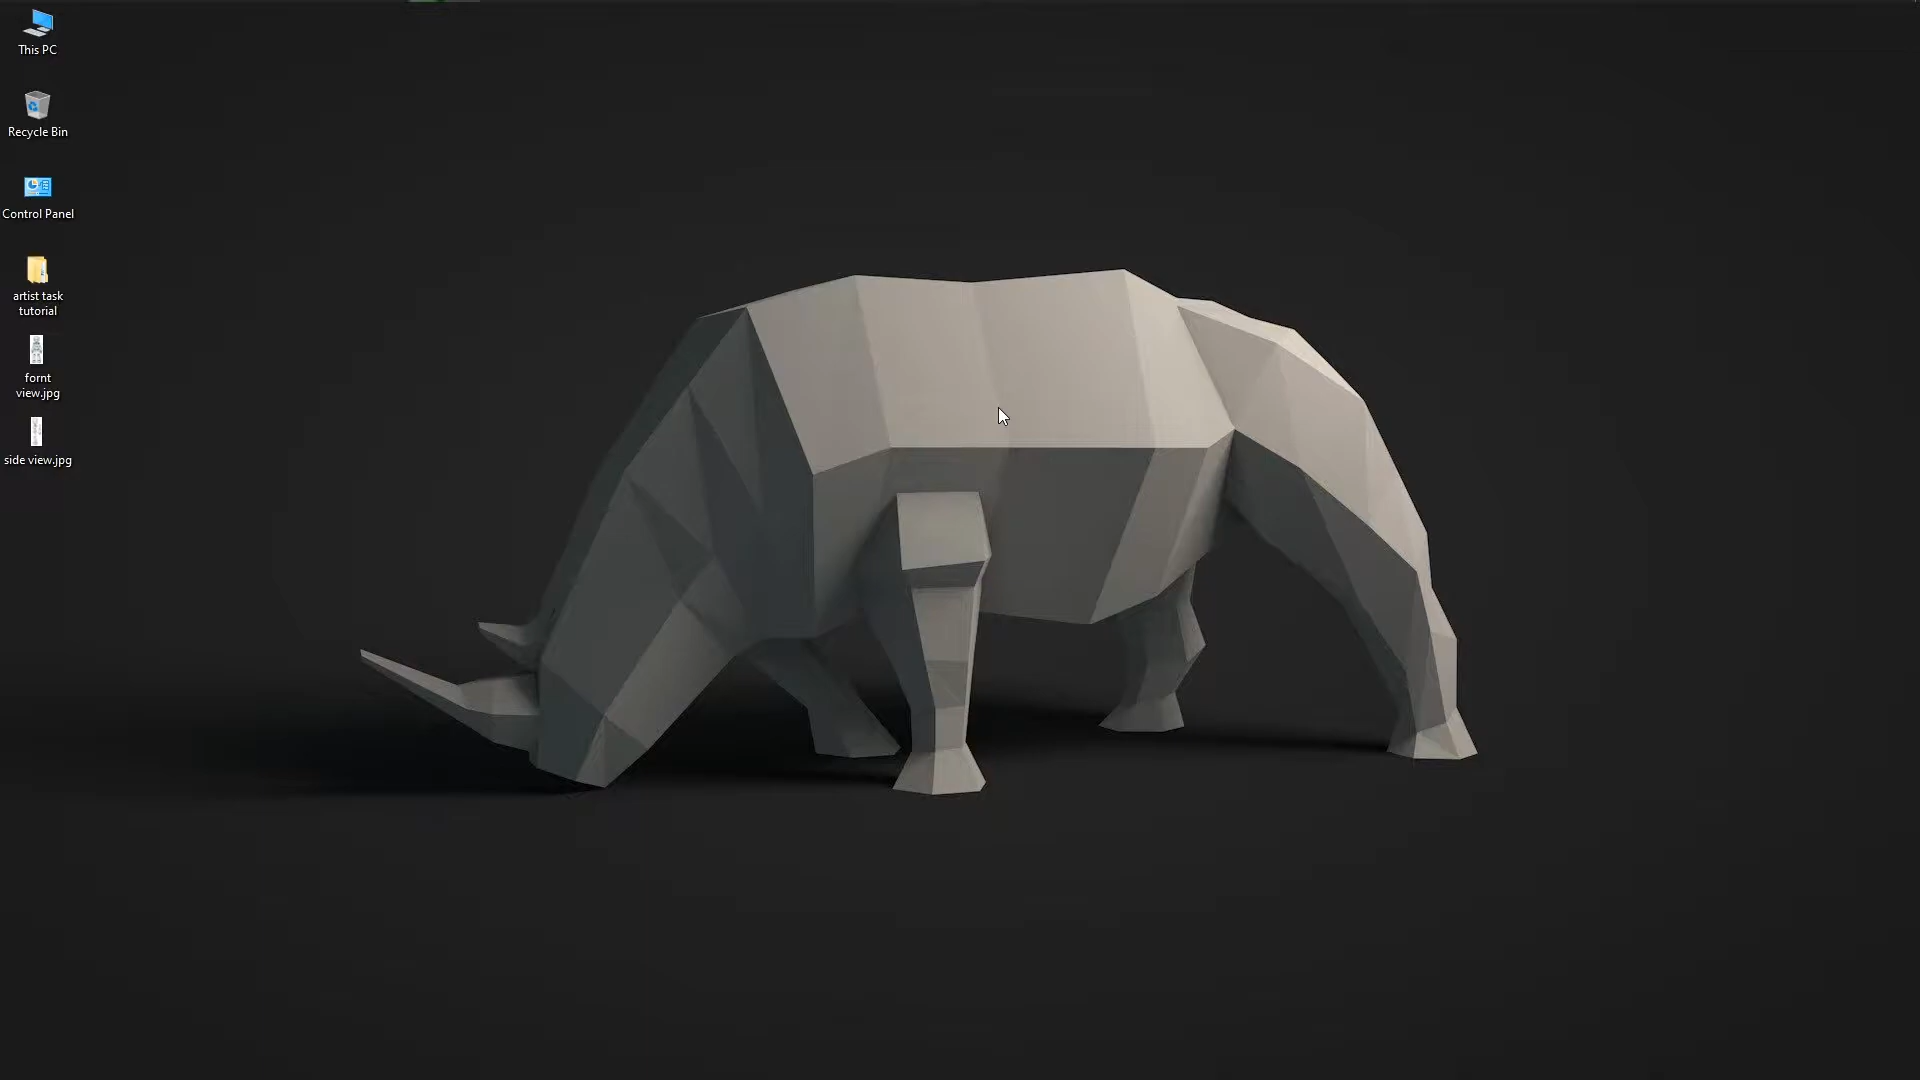 This PC
Recycle Bin
Control Panel
artist task
tutorial
fornt
view.jpg
side view.jpg